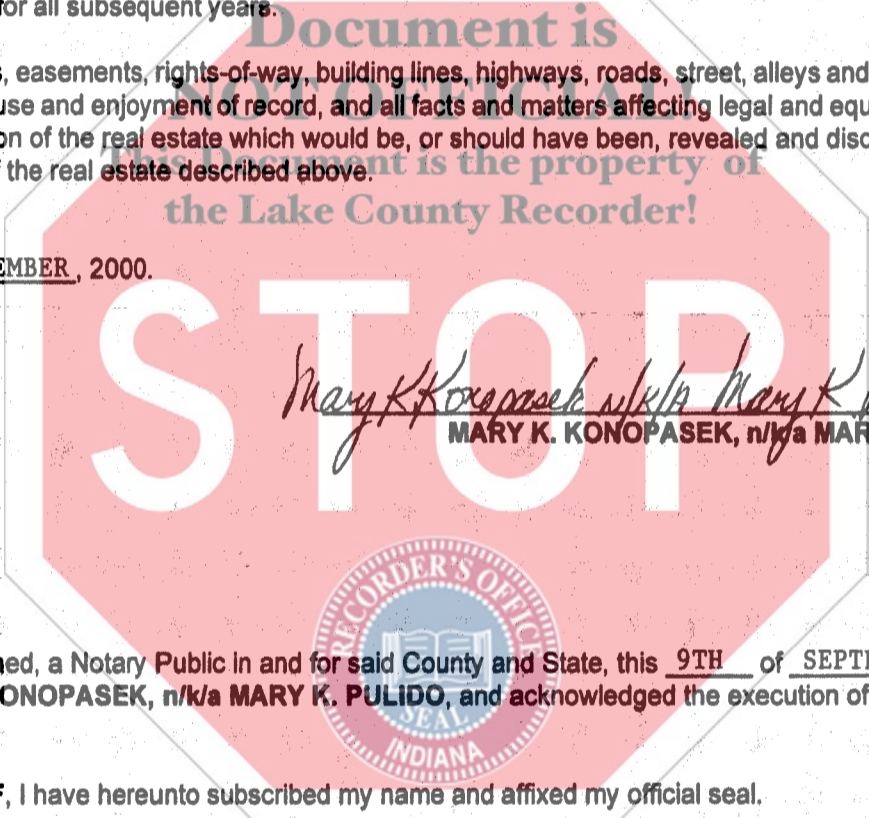 for all subsequent years.
Document is
, easements, rights-of-way, building lines, highways, roads, street, alleys and
NOT OFFICIAL!
use and enjoyment of record, and all facts and matters affecting legal and equ
on of the real estate which would be, or should have been, revealed and disc
This Document is the property of
the real estate described above.
the Lake County Recorder!
EMBER, 2000.
STOP
Mary K Konopasek n/k/a Mary K
MARY K. KONOPASEK, n/k/a MAR
RECORDER'S OFFICE
ned, a Notary Public in and for said County and State, this 9TH of SEPT
ONOPASEK, n/k/a MARY K. PULIDO, and acknowledged the execution of
SEAL
INDIANA
F, I have hereunto subscribed my name and affixed my official seal.